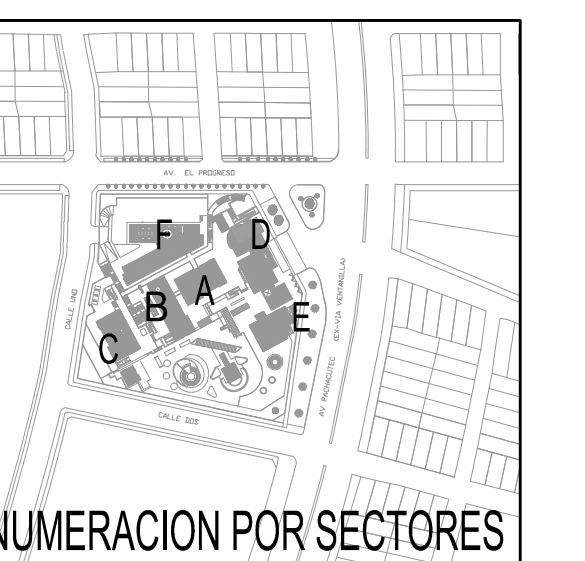 AV. EL PROGRESO
F
D
A
B
E
C
CALLE UNO
AV PACHACUTEC (EX-VIA VENTANILLA)
CALLE DOS
NUMERACION POR SECTORES